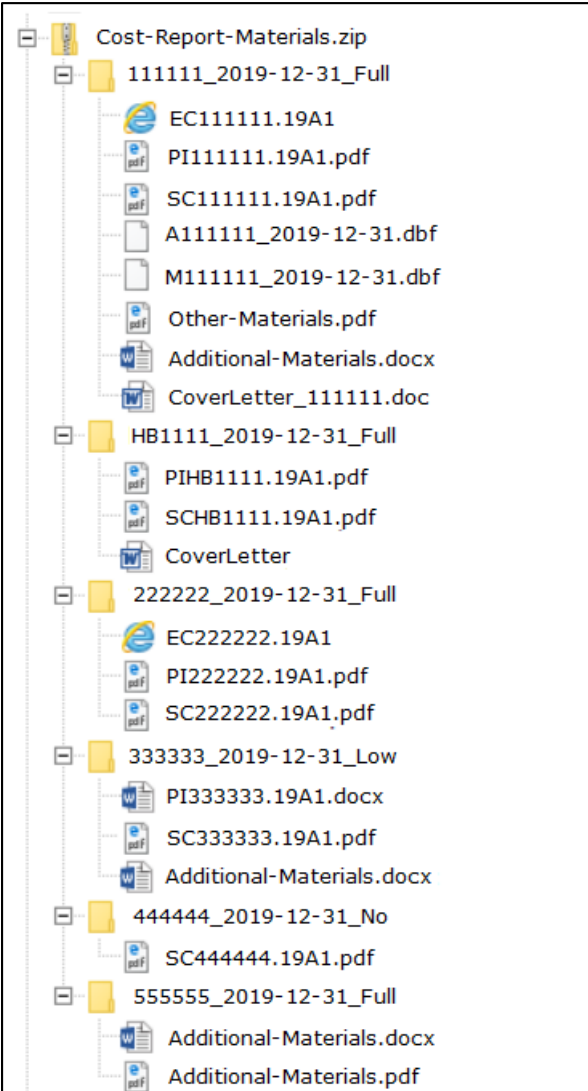 Cost-Report-Materials.zip
111111_2019-12-31_Full
EC111111.19A1
PI111111.19A1.pdf
SC111111.19A1.pdf
A111111_2019-12-31.dbf
M111111_2019-12-31.dbf
Other-Materials.pdf
Additional-Materials.docx
CoverLetter_111111.doc
HB1111_2019-12-31_Full
PIHB1111.19A1.pdf
SCHB1111.19A1.pdf
CoverLetter
222222_2019-12-31_Full
EC222222.19A1
PI222222.19A1.pdf
SC222222.19A1.pdf
333333_2019-12-31_Low
PI333333.19A1.docx
SC333333.19A1.pdf
Additional-Materials.docx
444444_2019-12-31_No
SC444444.19A1.pdf
555555_2019-12-31_Full
Additional-Materials.docx
Additional-Materials.pdf